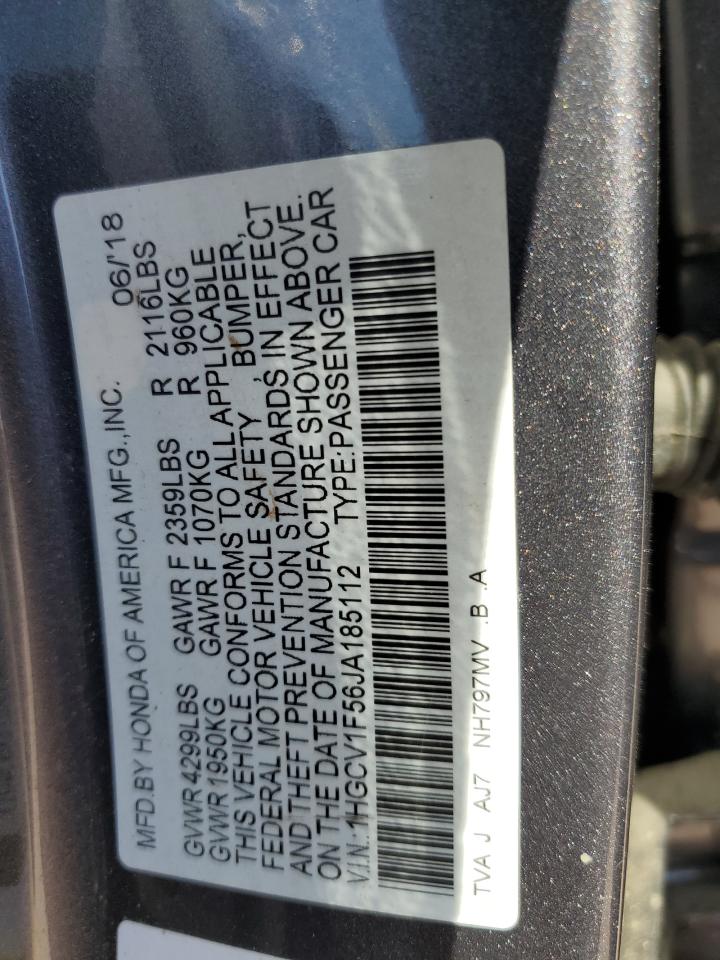 MFD.BY HONDA OF AMERICA MFG.,INC. 06/'18
GVWR 4299LBS GAWR F 2359LBS R 2116LBS
GVWR 1950KG GAWR F 1070KG R 960KG
THIS VEHICLE CONFORMS TO ALL APPLICABLE
FEDERAL MOTOR VEHICLE SAFETY , BUMPER,
AND THEFT PREVENTION STANDARDS IN EFFECT
ON THE DATE OF MANUFACTURE SHOWN ABOVE.
V.I.N.:1HGCV1F56JA185112 TYPE:PASSENGER CAR
TVA J AJ7 NH797MV .B .A